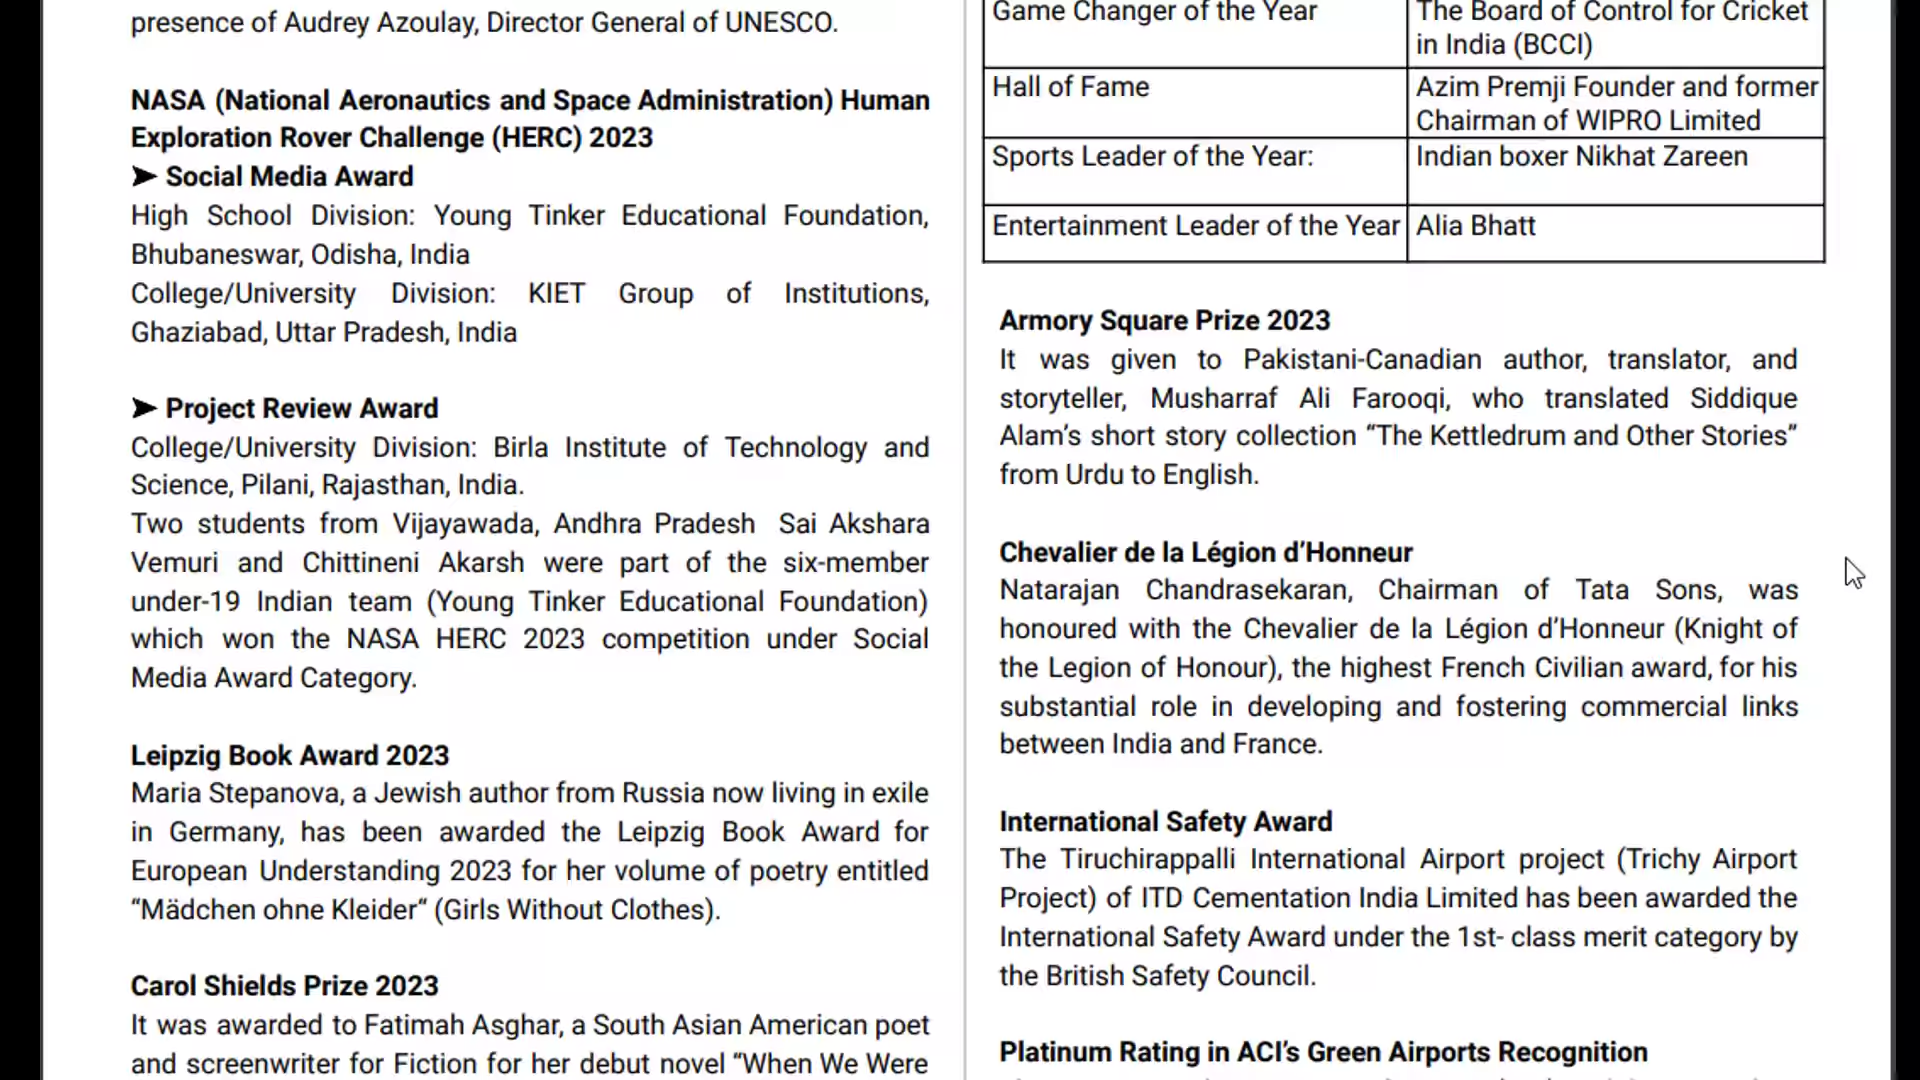 presence of Audrey Azoulay, Director General of UNESCO.
NASA (National Aeronautics and Space Administration) Human
Exploration Rover Challenge (HERC) 2023
➤ Social Media Award
High School Division: Young Tinker Educational Foundation,
Bhubaneswar, Odisha, India
College/University Division: KIET Group of Institutions,
Ghaziabad, Uttar Pradesh, India
➤ Project Review Award
College/University Division: Birla Institute of Technology and
Science, Pilani, Rajasthan, India.
Two students from Vijayawada, Andhra Pradesh Sai Akshara
Vemuri and Chittineni Akarsh were part of the six-member
under-19 Indian team (Young Tinker Educational Foundation)
which won the NASA HERC 2023 competition under Social
Media Award Category.
Leipzig Book Award 2023
Maria Stepanova, a Jewish author from Russia now living in exile
in Germany, has been awarded the Leipzig Book Award for
European Understanding 2023 for her volume of poetry entitled
“Mädchen ohne Kleider“ (Girls Without Clothes).
Carol Shields Prize 2023
It was awarded to Fatimah Asghar, a South Asian American poet
and screenwriter for Fiction for her debut novel “When We Were
Game Changer of the Year
The Board of Control for Cricket
in India (BCCI)
Hall of Fame
Azim Premji Founder and former
Chairman of WIPRO Limited
Sports Leader of the Year:
Indian boxer Nikhat Zareen
Entertainment Leader of the Year
Alia Bhatt
Armory Square Prize 2023
It was given to Pakistani-Canadian author, translator, and
storyteller, Musharraf Ali Farooqi, who translated Siddique
Alam’s short story collection “The Kettledrum and Other Stories”
from Urdu to English.
Chevalier de la Légion d’Honneur
Natarajan Chandrasekaran, Chairman of Tata Sons, was
honoured with the Chevalier de la Légion d’Honneur (Knight of
the Legion of Honour), the highest French Civilian award, for his
substantial role in developing and fostering commercial links
between India and France.
International Safety Award
The Tiruchirappalli International Airport project (Trichy Airport
Project) of ITD Cementation India Limited has been awarded the
International Safety Award under the 1st- class merit category by
the British Safety Council.
Platinum Rating in ACI’s Green Airports Recognition